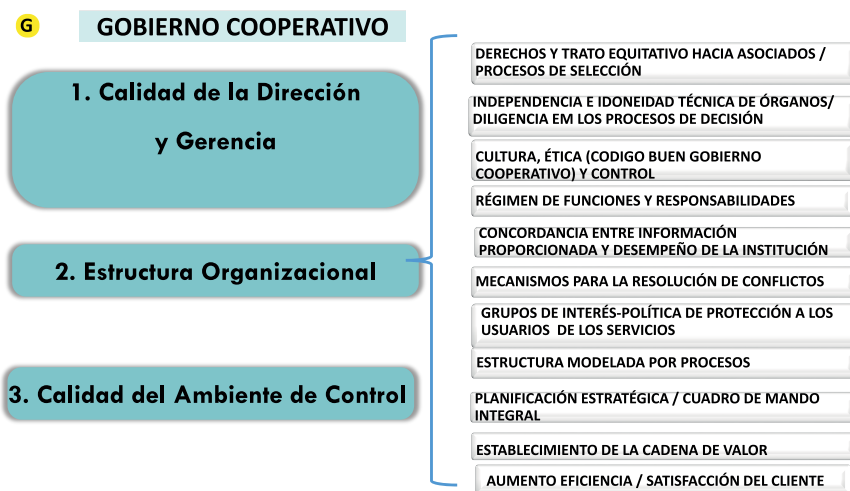 G
GOBIERNO COOPERATIVO
1. Calidad de la Dirección
y Gerencia
2. Estructura Organizacional
3. Calidad del Ambiente de Control
DERECHOS Y TRATO EQUITATIVO HACIA ASOCIADOS /
PROCESOS DE SELECCIÓN
INDEPENDENCIA E IDONEIDAD TÉCNICA DE ÓRGANOS/
DILIGENCIA EM LOS PROCESOS DE DECISIÓN
CULTURA, ÉTICA (CODIGO BUEN GOBIERNO
COOPERATIVO) Y CONTROL
RÉGIMEN DE FUNCIONES Y RESPONSABILIDADES
CONCORDANCIA ENTRE INFORMACIÓN
PROPORCIONADA Y DESEMPEÑO DE LA INSTITUCIÓN
MECANISMOS PARA LA RESOLUCIÓN DE CONFLICTOS
GRUPOS DE INTERÉS-POLÍTICA DE PROTECCIÓN A LOS
USUARIOS DE LOS SERVICIOS
ESTRUCTURA MODELADA POR PROCESOS
PLANIFICACIÓN ESTRATÉGICA / CUADRO DE MANDO
INTEGRAL
ESTABLECIMIENTO DE LA CADENA DE VALOR
AUMENTO EFICIENCIA / SATISFACCIÓN DEL CLIENTE